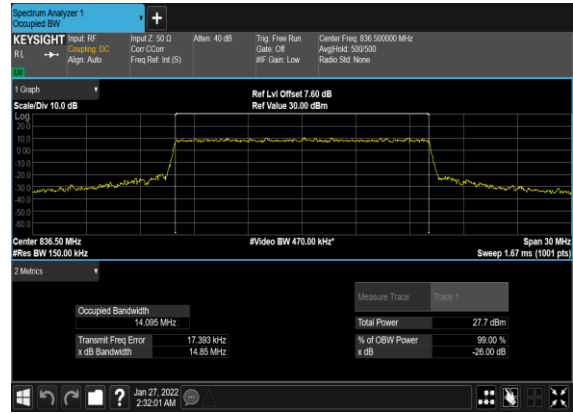 Spectrum Analyzer 1
Occupied BW
+
KEYSIGHT Input: RF Input Z: 50 Ω Atten: 40 dB Trig: Free Run Center Freq: 836.500000 MHz
RL Coupling: DC Corr CCorr Gate: Off Avg|Hold: 500/500
Align: Auto Freq Ref: Int (S) #IF Gain: Low Radio Std: None
LW
1 Graph
Ref Lvl Offset 7.60 dB
Scale/Div 10.0 dB Ref Value 30.00 dBm
Log
20.0
10.0
0.00
-10.0
-20.0
-30.0
-40.0
-50.0
-60.0
Center 836.50 MHz #Video BW 470.00 kHz* Span 30 MHz
#Res BW 150.00 kHz Sweep 1.67 ms (1001 pts)
2 Metrics
Measure Trace Trace 1
Occupied Bandwidth
14.095 MHz Total Power 27.7 dBm
Transmit Freq Error 17.393 kHz % of OBW Power 99.00 %
x dB Bandwidth 14.85 MHz x dB -26.00 dB
? Jan 27, 2022
2:32:01 AM